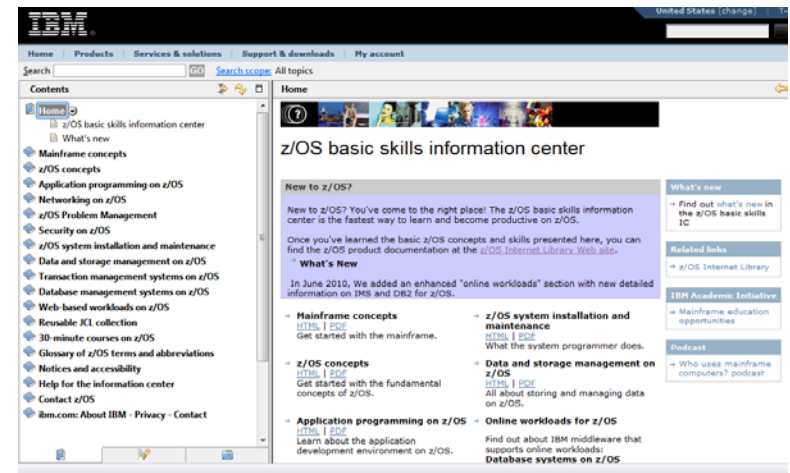 United States [change]
IBM.
Home Products Services & solutions Support & downloads My account
Search GO Search scope: All topics
Contents
Home
z/OS basic skills information center
What's new
Mainframe concepts
z/OS concepts
Application programming on z/OS
Networking on z/OS
z/OS Problem Management
Security on z/OS
z/OS system installation and maintenance
Data and storage management on z/OS
Transaction management systems on z/OS
Database management systems on z/OS
Web-based workloads on z/OS
Reusable JCL collection
30-minute courses on z/OS
Glossary of z/OS terms and abbreviations
Notices and accessibility
Help for the information center
Contact z/OS
ibm.com: About IBM - Privacy - Contact
Home
z/OS basic skills information center
New to z/OS?
New to z/OS? You've come to the right place! The z/OS basic skills information
center is the fastest way to learn and become productive on z/OS.
Once you've learned the basic z/OS concepts and skills presented here, you can
find the z/OS product documentation at the z/OS Internet Library Web site.
What's New
In June 2010, We added an enhanced "online workloads" section with new detailed
information on IMS and DB2 for z/OS.
Mainframe concepts
HTML | PDF
Get started with the mainframe.
z/OS concepts
HTML | PDF
Get started with the fundamental
concepts of z/OS.
Application programming on z/OS
HTML | PDF
Learn about the application
development environment on z/OS.
z/OS system installation and
maintenance
HTML | PDF
What the system programmer does.
Data and storage management on
z/OS
HTML | PDF
All about storing and managing data
on z/OS.
Online workloads for z/OS
Find out about IBM middleware that
supports online workloads:
Database systems on z/OS
What's new
Find out what's new in
the z/OS basic skills
IC
Related links
z/OS Internet Library
IBM Academic Initiative
Mainframe education
opportunities
Podcast
Who uses mainframe
computers? podcast